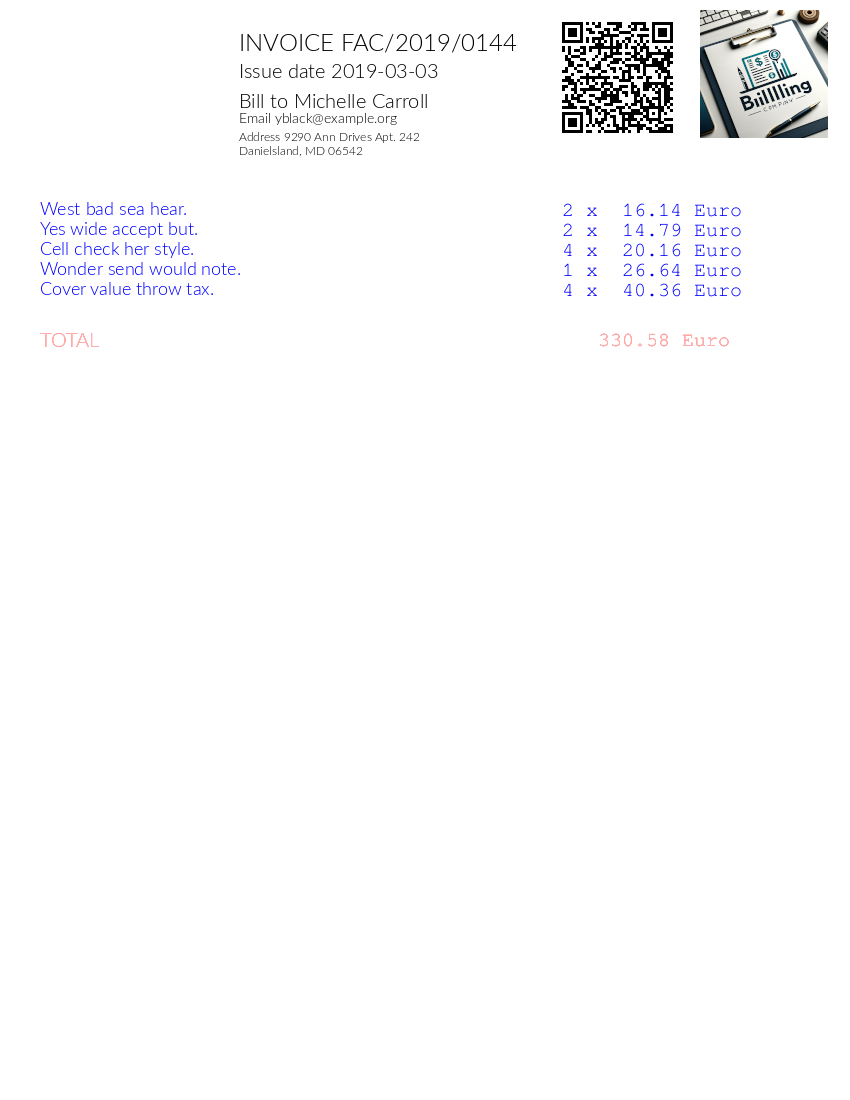 INVOICE FAC/2019/0144
Issue date 2019-03-03
Bill to Michelle Carroll
Email yblack@example.org
Address 9290 Ann Drives Apt. 242
Danielsland, MD 06542
Biillling
COMPANY
West bad sea hear. 2 x 16.14 Euro
Yes wide accept but. 2 x 14.79 Euro
Cell check her style. 4 x 20.16 Euro
Wonder send would note. 1 x 26.64 Euro
Cover value throw tax. 4 x 40.36 Euro
TOTAL 330.58 Euro